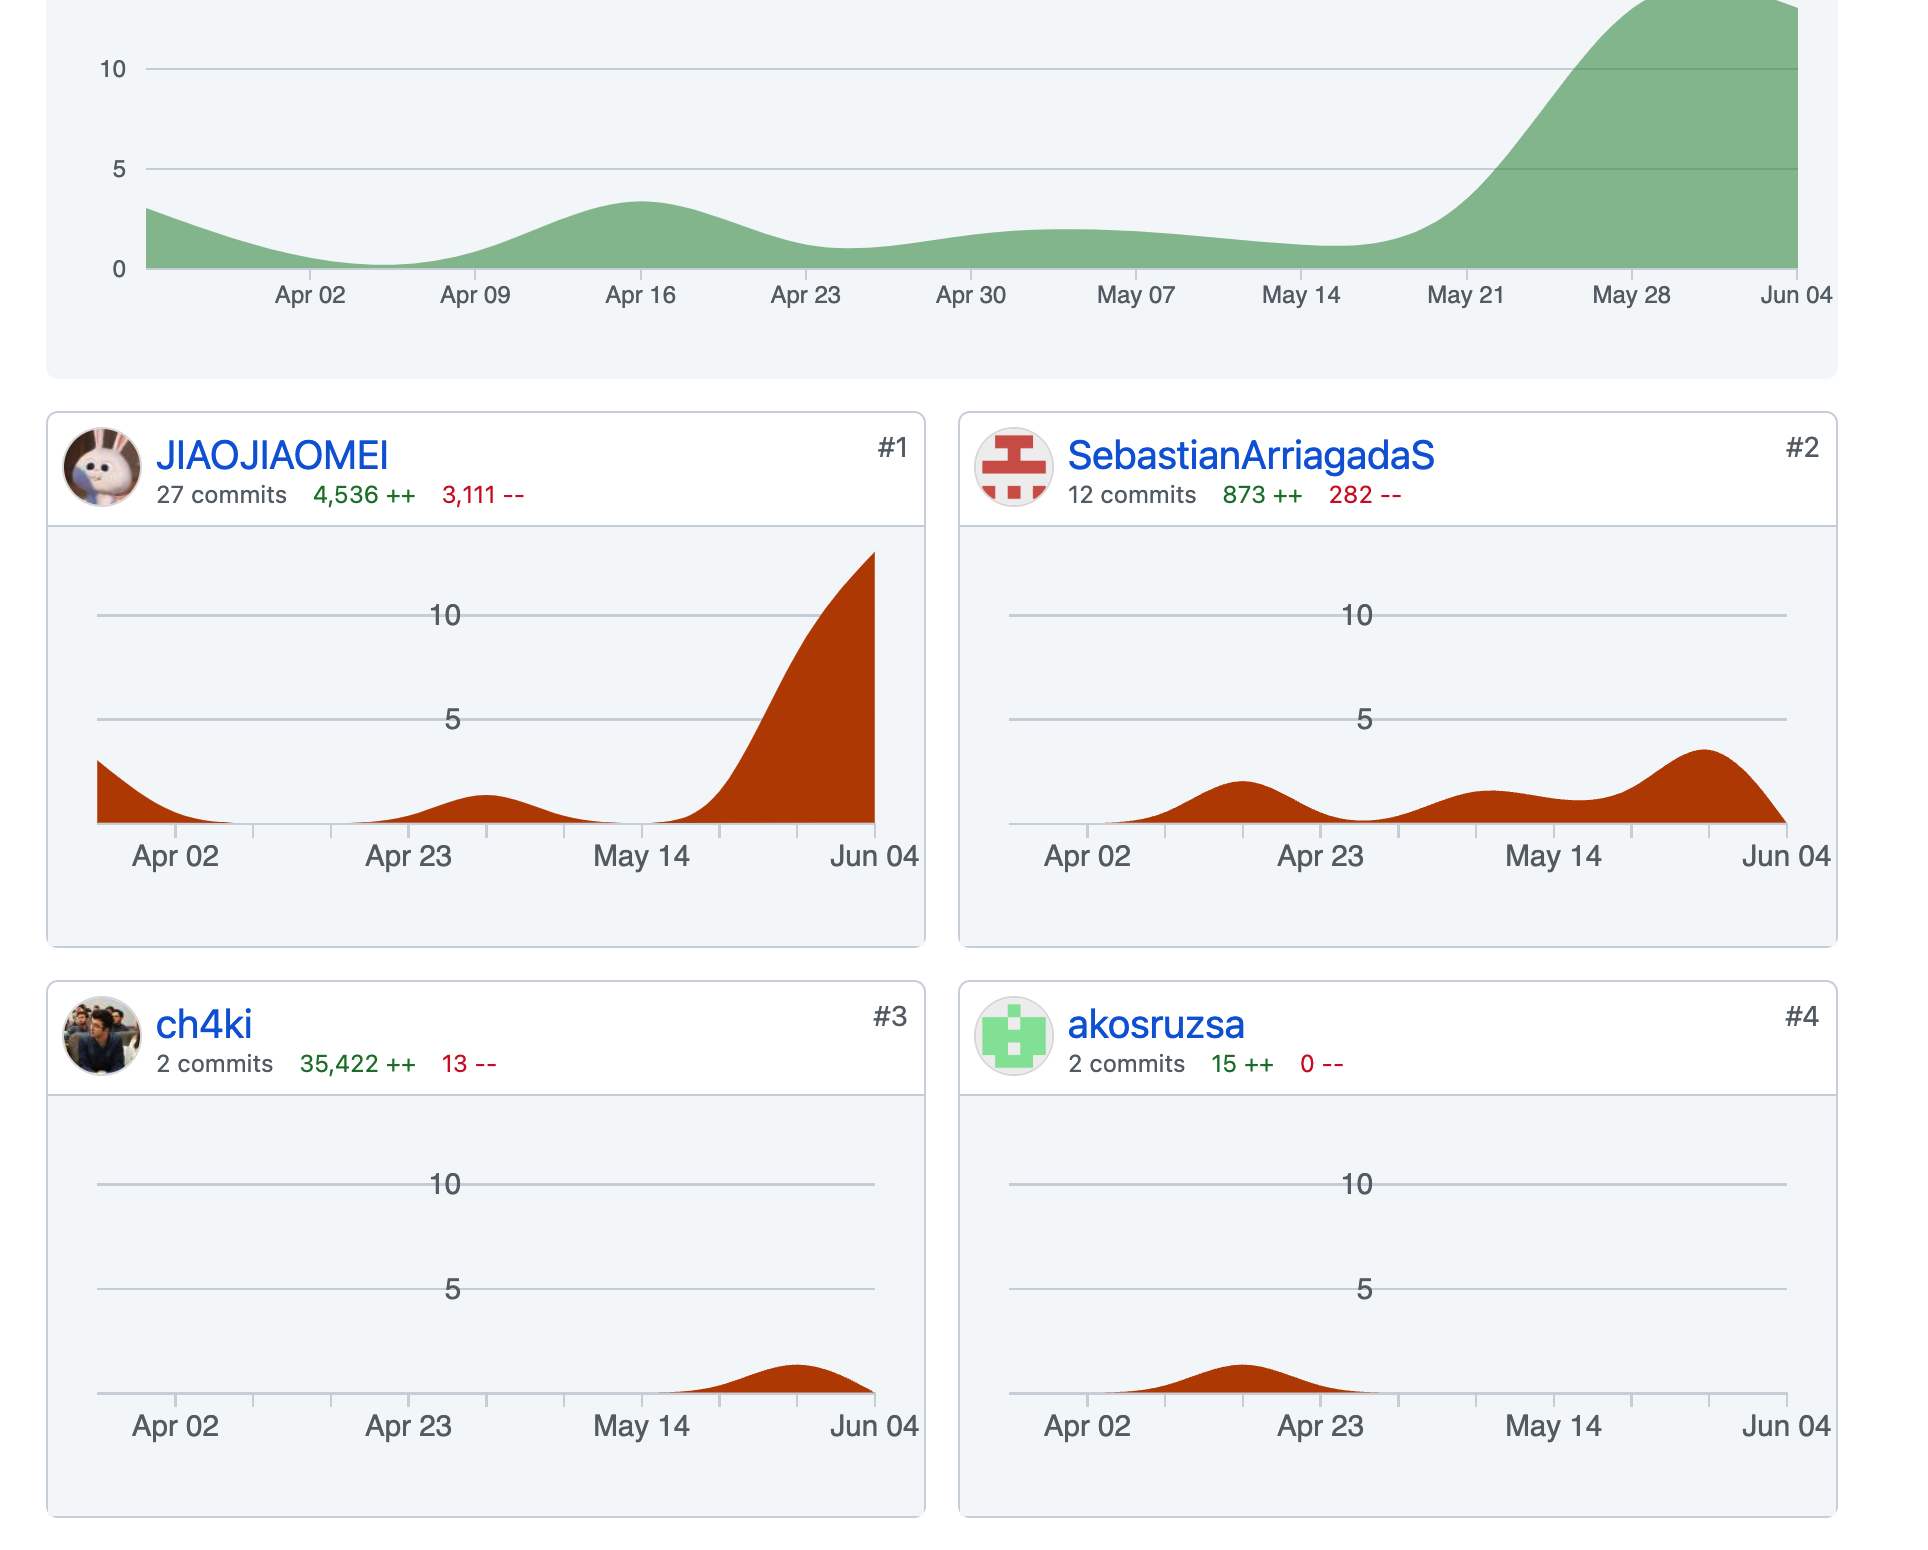 10
5
0
Apr 02 Apr 09 Apr 16 Apr 23 Apr 30 May 07 May 14 May 21 May 28 Jun 04
JIAOJIAOMEI #1
27 commits 4,536 ++ 3,111 --
10
5
Apr 02 Apr 23 May 14 Jun 04
SebastianArriagadaS #2
12 commits 873 ++ 282 --
10
5
Apr 02 Apr 23 May 14 Jun 04
ch4ki #3
2 commits 35,422 ++ 13 --
10
5
Apr 02 Apr 23 May 14 Jun 04
akosruzsa #4
2 commits 15 ++ 0 --
10
5
Apr 02 Apr 23 May 14 Jun 04